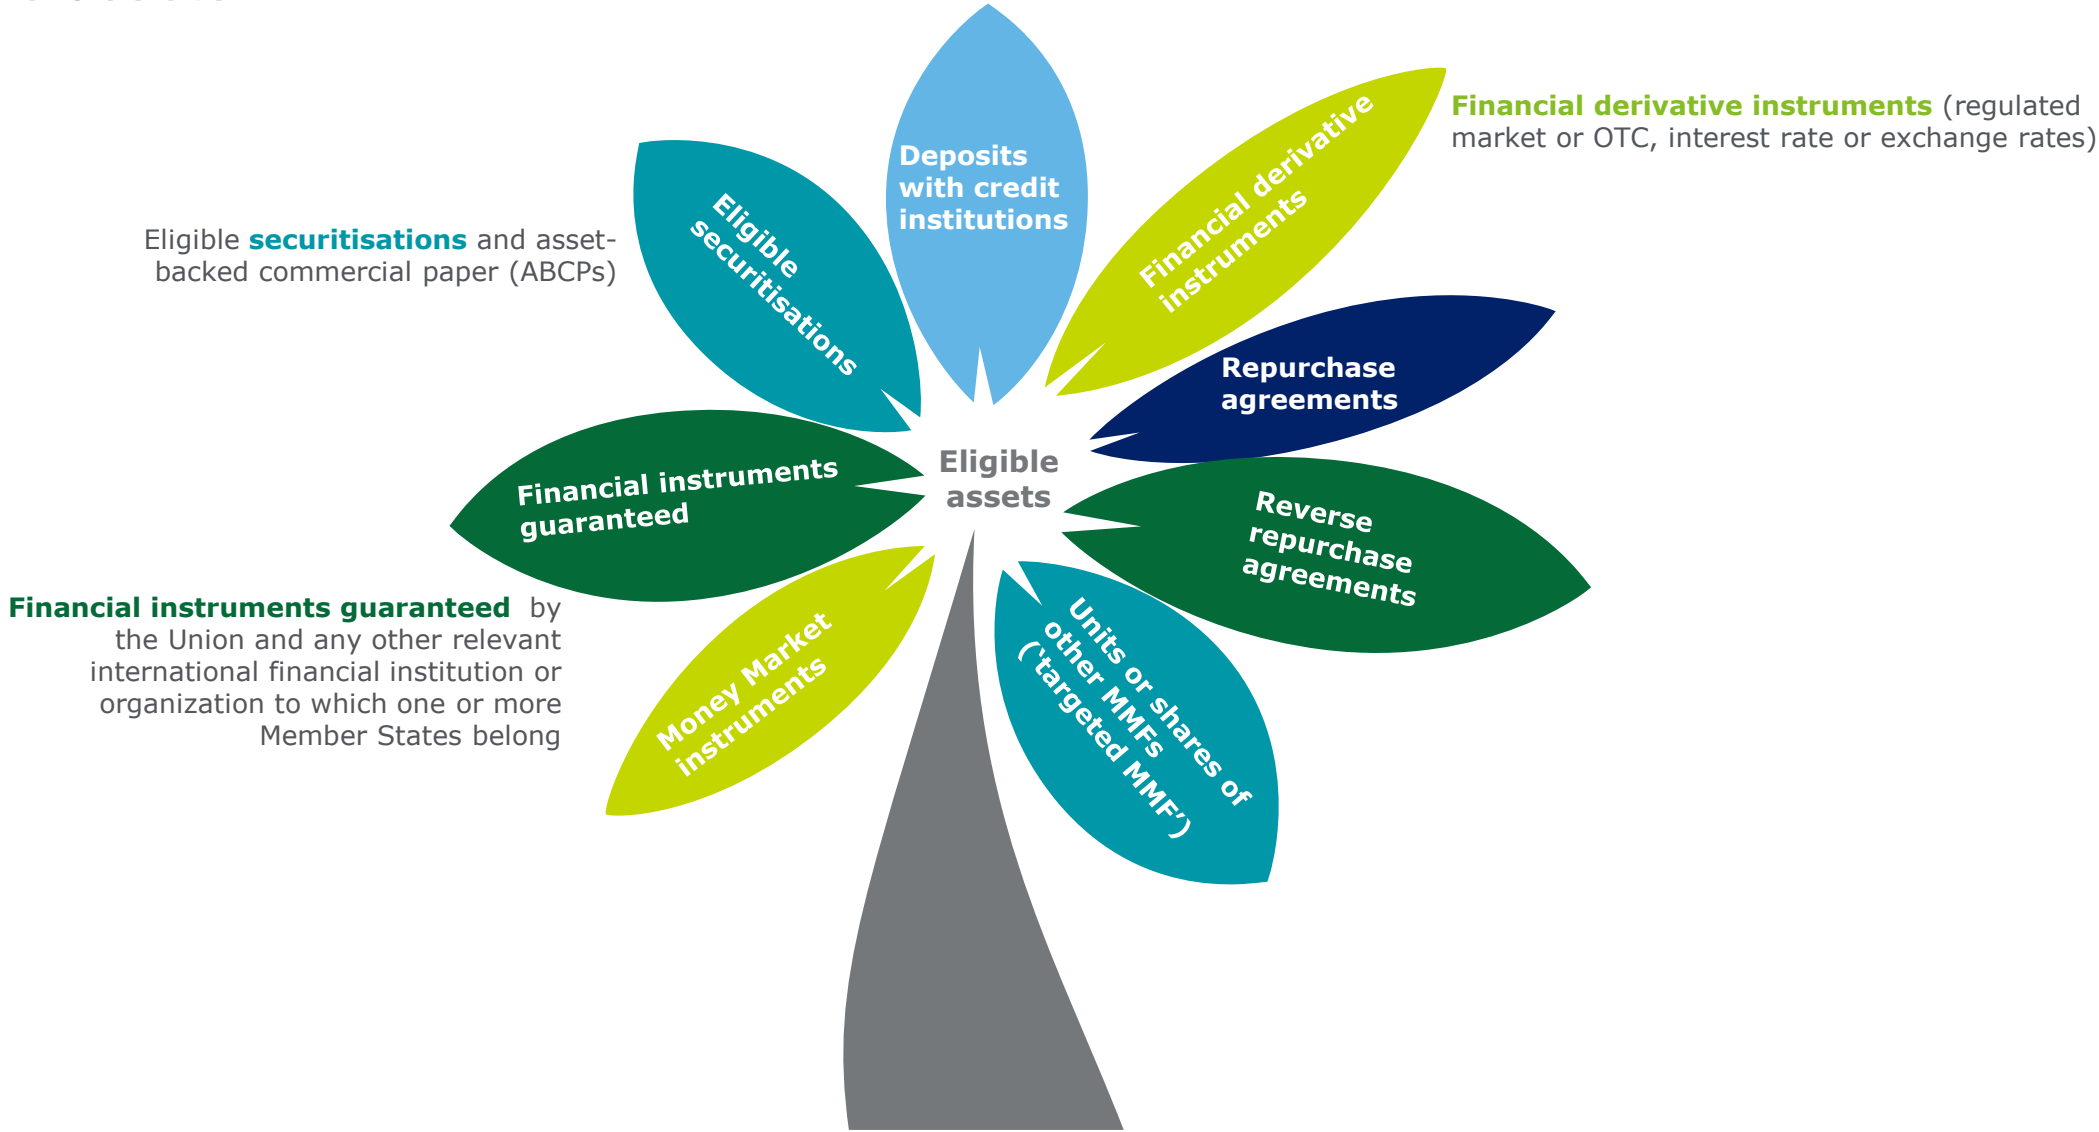 Deposits
with credit
institutions
Financial derivative
instruments
Financial derivative instruments (regulated
market or OTC, interest rate or exchange rates)
Eligible
securitisations
Eligible securitisations and asset-
backed commercial paper (ABCPs)
Repurchase
agreements
Eligible
assets
Financial instruments
guaranteed
Reverse
repurchase
agreements
Financial instruments guaranteed by
the Union and any other relevant
international financial institution or
organization to which one or more
Member States belong
Money Market
instruments
Units or shares of
other MMFs
(‘targeted MMF’)